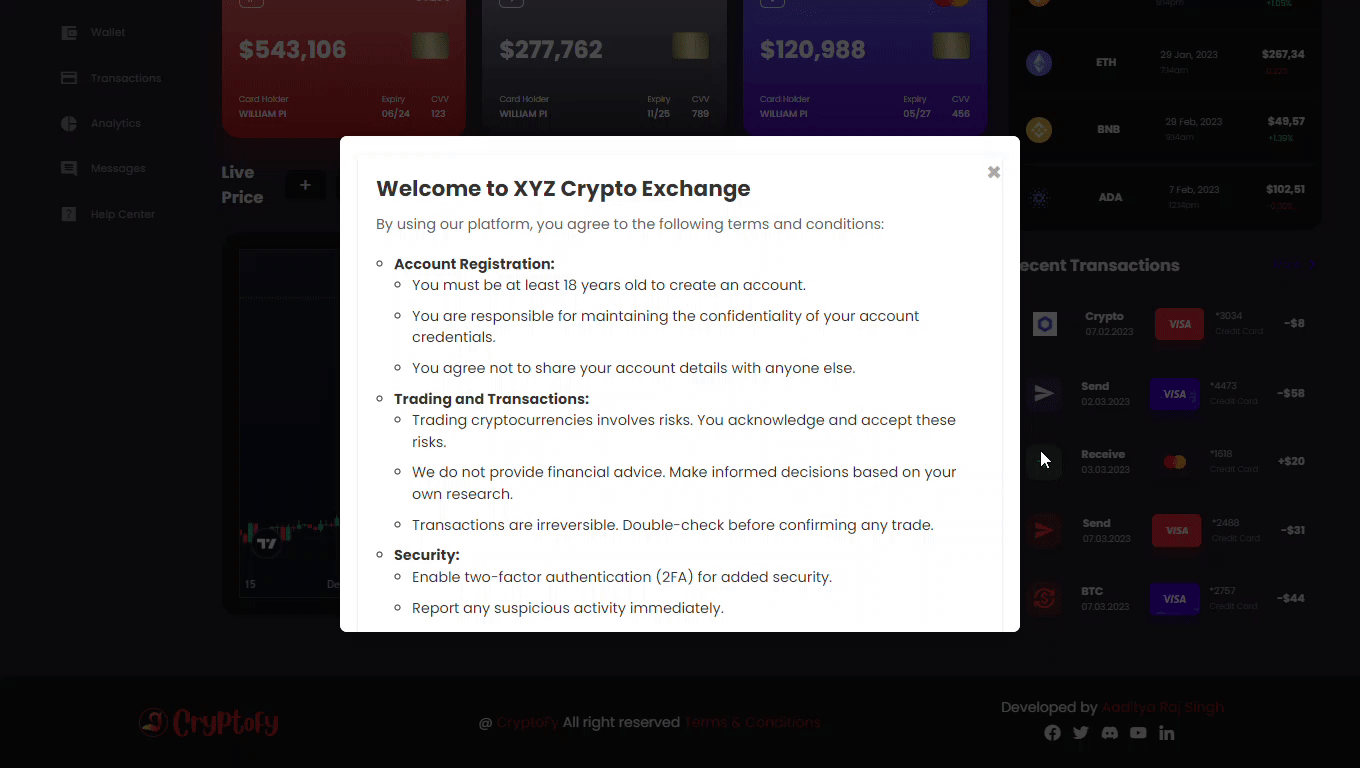 Wallet
Transactions
Analytics
Messages
Help Center
$543,106
Card Holder
Expiry
CVV
WILLIAM PI
06/24
123
$277,762
Card Holder
Expiry
CVV
WILLIAM PI
11/25
789
$120,988
Card Holder
Expiry
CVV
WILLIAM PI
05/27
456
+1.05%
ETH
29 Jan, 2023
$267,34
7:14am
BNB
29 Feb, 2023
$49,57
+1.39%
ADA
7 Feb, 2023
$102,51
12:14am
Live
Price
+
15
De
Welcome to XYZ Crypto Exchange
By using our platform, you agree to the following terms and conditions:
Account Registration:
You must be at least 18 years old to create an account.
You are responsible for maintaining the confidentiality of your account
credentials.
You agree not to share your account details with anyone else.
Trading and Transactions:
Trading cryptocurrencies involves risks. You acknowledge and accept these
risks.
We do not provide financial advice. Make informed decisions based on your
own research.
Transactions are irreversible. Double-check before confirming any trade.
Security:
Enable two-factor authentication (2FA) for added security.
Report any suspicious activity immediately.
ecent Transactions
Crypto
07.02.2023
VISA
*3034
Credit Card
-$8
Send
02.03.2023
VISA
*4473
Credit Card
-$58
Receive
03.03.2023
*1618
Credit Card
+$20
Send
07.03.2023
VISA
*2488
Credit Card
-$31
BTC
07.03.2023
VISA
*2757
Credit Card
-$44
Cryptofy
@ Cryptofy All right reserved Terms & Conditions
Developed by Aaditya Raj Singh